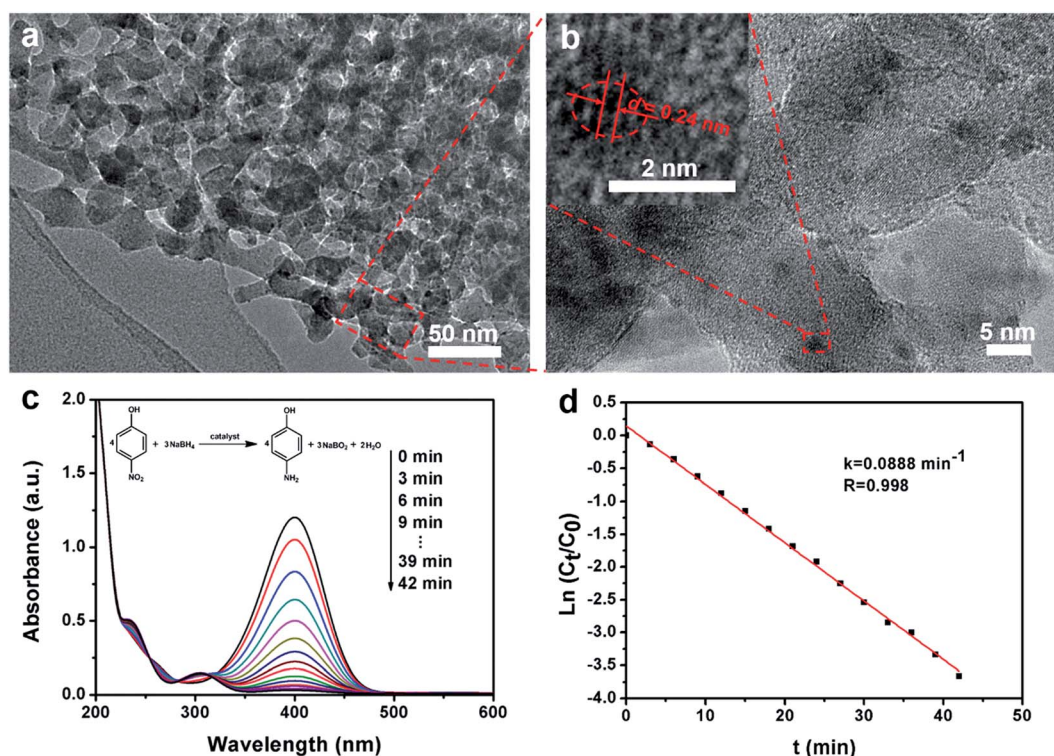 a
50 nm
b
d = 0.24 nm
2 nm
5 nm
c
2.0
1.5
1.0
0.5
0.0
200
300
400
500
600
Absorbance (a.u.)
Wavelength (nm)
OH
4
NO₂
+ 3NaBH₄
catalyst
OH
4
NH₂
+ 3NaBO₂ + 2H₂O
0 min
3 min
6 min
9 min
⋮
39 min
42 min
d
0.5
0.0
-0.5
-1.0
-1.5
-2.0
-2.5
-3.0
-3.5
-4.0
0
10
20
30
40
50
Ln (Ct/C0)
t (min)
k=0.0888 min⁻¹
R=0.998